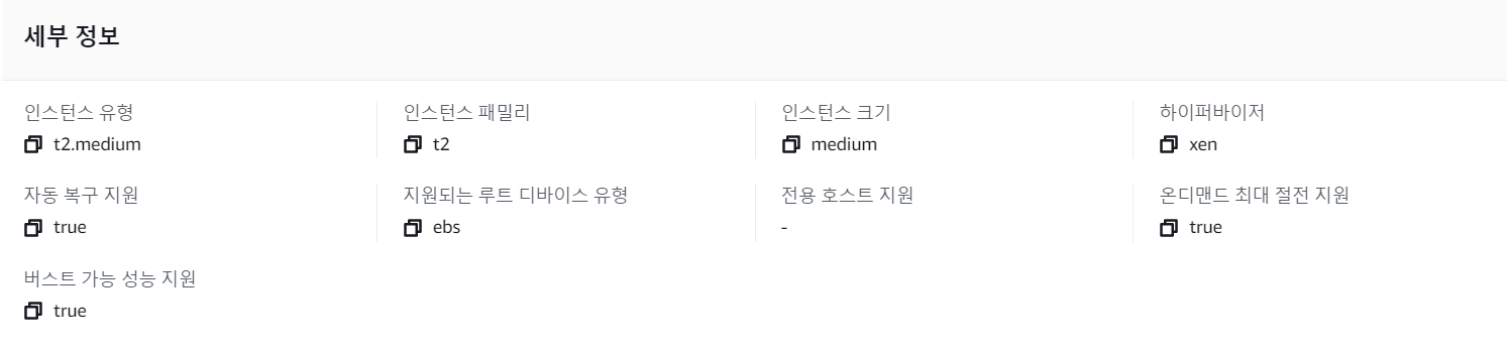 세부 정보
인스턴스 유형
t2.medium
인스턴스 패밀리
t2
인스턴스 크기
medium
하이퍼바이저
xen
자동 복구 지원
true
지원되는 루트 디바이스 유형
ebs
전용 호스트 지원
-
온디맨드 최대 절전 지원
true
버스트 가능 성능 지원
true